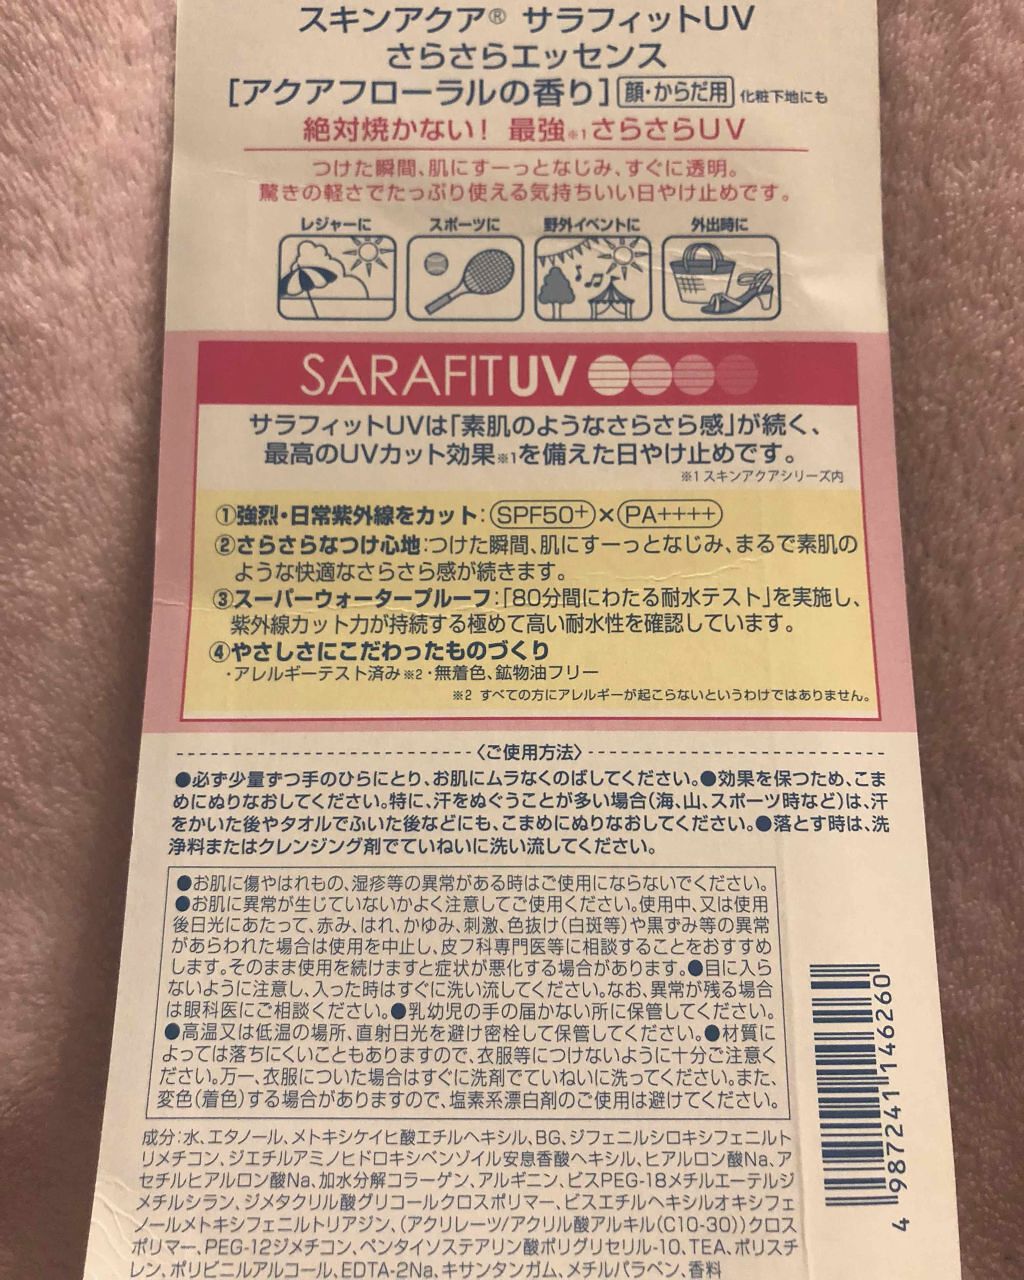 スキンアクア® サラフィットUV
さらさらエッセンス
[アクアフローラルの香り] 顔・からだ用 化粧下地にも
絶対焼かない! 最強※1さらさらUV
つけた瞬間、肌にすーっとなじみ、すぐに透明。
驚きの軽さでたっぷり使える気持ちいい日やけ止めです。
レジャーに スポーツに 野外イベントに 外出時に
SARAFIT UV
サラフィットUVは「素肌のようなさらさら感」が続く、
最高のUVカット効果※1を備えた日やけ止めです。
※1 スキンアクアシリーズ内
①強烈・日常紫外線をカット:SPF50+×PA++++
②さらさらなつけ心地:つけた瞬間、肌にすーっとなじみ、まるで素肌の
ような快適なさらさら感が続きます。
③スーパーウォータープルーフ:「80分間にわたる耐水テスト」を実施し、
紫外線カット力が持続する極めて高い耐水性を確認しています。
④やさしさにこだわったものづくり
・アレルギーテスト済み※2・無着色、鉱物油フリー
※2 すべての方にアレルギーが起こらないというわけではありません。
〈ご使用方法〉
●必ず少量ずつ手のひらにとり、お肌にムラなくのばしてください。●効果を保つため、こま
めにぬりなおしてください。特に、汗をぬぐうことが多い場合(海、山、スポーツ時など)は、汗
をかいた後やタオルでふいた後などにも、こまめにぬりなおしてください。●落とす時は、洗
浄料またはクレンジング剤でていねいに洗い流してください。
●お肌に傷やはれもの、湿疹等の異常がある時はご使用にならないでください。
●お肌に異常が生じていないかよく注意してご使用ください。使用中、又は使用
後日光にあたって、赤み、はれ、かゆみ、刺激、色抜け(白斑等)や黒ずみ等の異常
があらわれた場合は使用を中止し、皮フ科専門医等に相談することをおすすめ
します。そのまま使用を続けますと症状が悪化する場合があります。●目に入ら
ないように注意し、入った時はすぐに洗い流してください。なお、異常が残る場合
は眼科医にご相談ください。●乳幼児の手の届かない所に保管してください。
●高温又は低温の場所、直射日光を避け密栓して保管してください。●材質に
よっては落ちにくいこともありますので、衣服等につけないように十分ご注意く
ださい。万一、衣服についた場合はすぐに洗剤でていねいに洗ってください。また、
変色(着色)する場合がありますので、塩素系漂白剤のご使用は避けてください。
成分:水、エタノール、メトキシケイヒ酸エチルヘキシル、BG、ジフェニルシロキシフェニルト
リメチコン、ジエチルアミノヒドロキシベンゾイル安息香酸ヘキシル、ヒアルロン酸Na、ア
セチルヒアルロン酸Na、加水分解コラーゲン、アルギニン、ビスPEG-18メチルエーテルジ
メチルシラン、ジメタクリル酸グリコールクロスポリマー、ビスエチルヘキシルオキシフェ
ノールメトキシフェニルトリアジン、(アクリレーツ/アクリル酸アルキル(C10-30))クロス
ポリマー、PEG-12ジメチコン、ペンタイソステアリン酸ポリグリセリル-10、TEA、ポリスチ
レン、ポリビニルアルコール、EDTA-2Na、キサンタンガム、メチルパラベン、香料
4 987241 146260